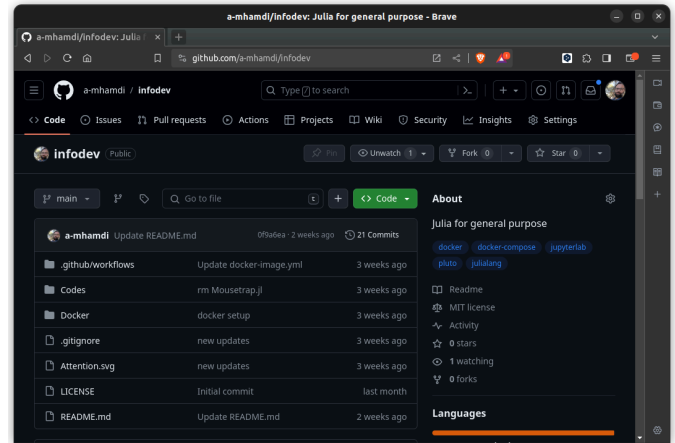 a-mhamdi/infodev: Julia for general purpose - Brave
a-mhamdi/infodev: Julia f
github.com/a-mhamdi/infodev
a-mhamdi / infodev
Type / to search
Code
Issues
Pull requests
Actions
Projects
Wiki
Security
Insights
Settings
infodev Public
Pin
Unwatch 1
Fork 0
Star 0
main
Go to file
t
Code
a-mhamdi Update README.md 0f9a6ea · 2 weeks ago 21 Commits
.github/workflows Update docker-image.yml 3 weeks ago
Codes rm Mousetrap.jl 3 weeks ago
Docker docker setup 3 weeks ago
.gitignore new updates 3 weeks ago
Attention.svg new updates 3 weeks ago
LICENSE Initial commit last month
README.md Update README.md 2 weeks ago
About
Julia for general purpose
docker docker-compose jupyterlab
pluto julialang
Readme
MIT license
Activity
0 stars
1 watching
0 forks
Languages